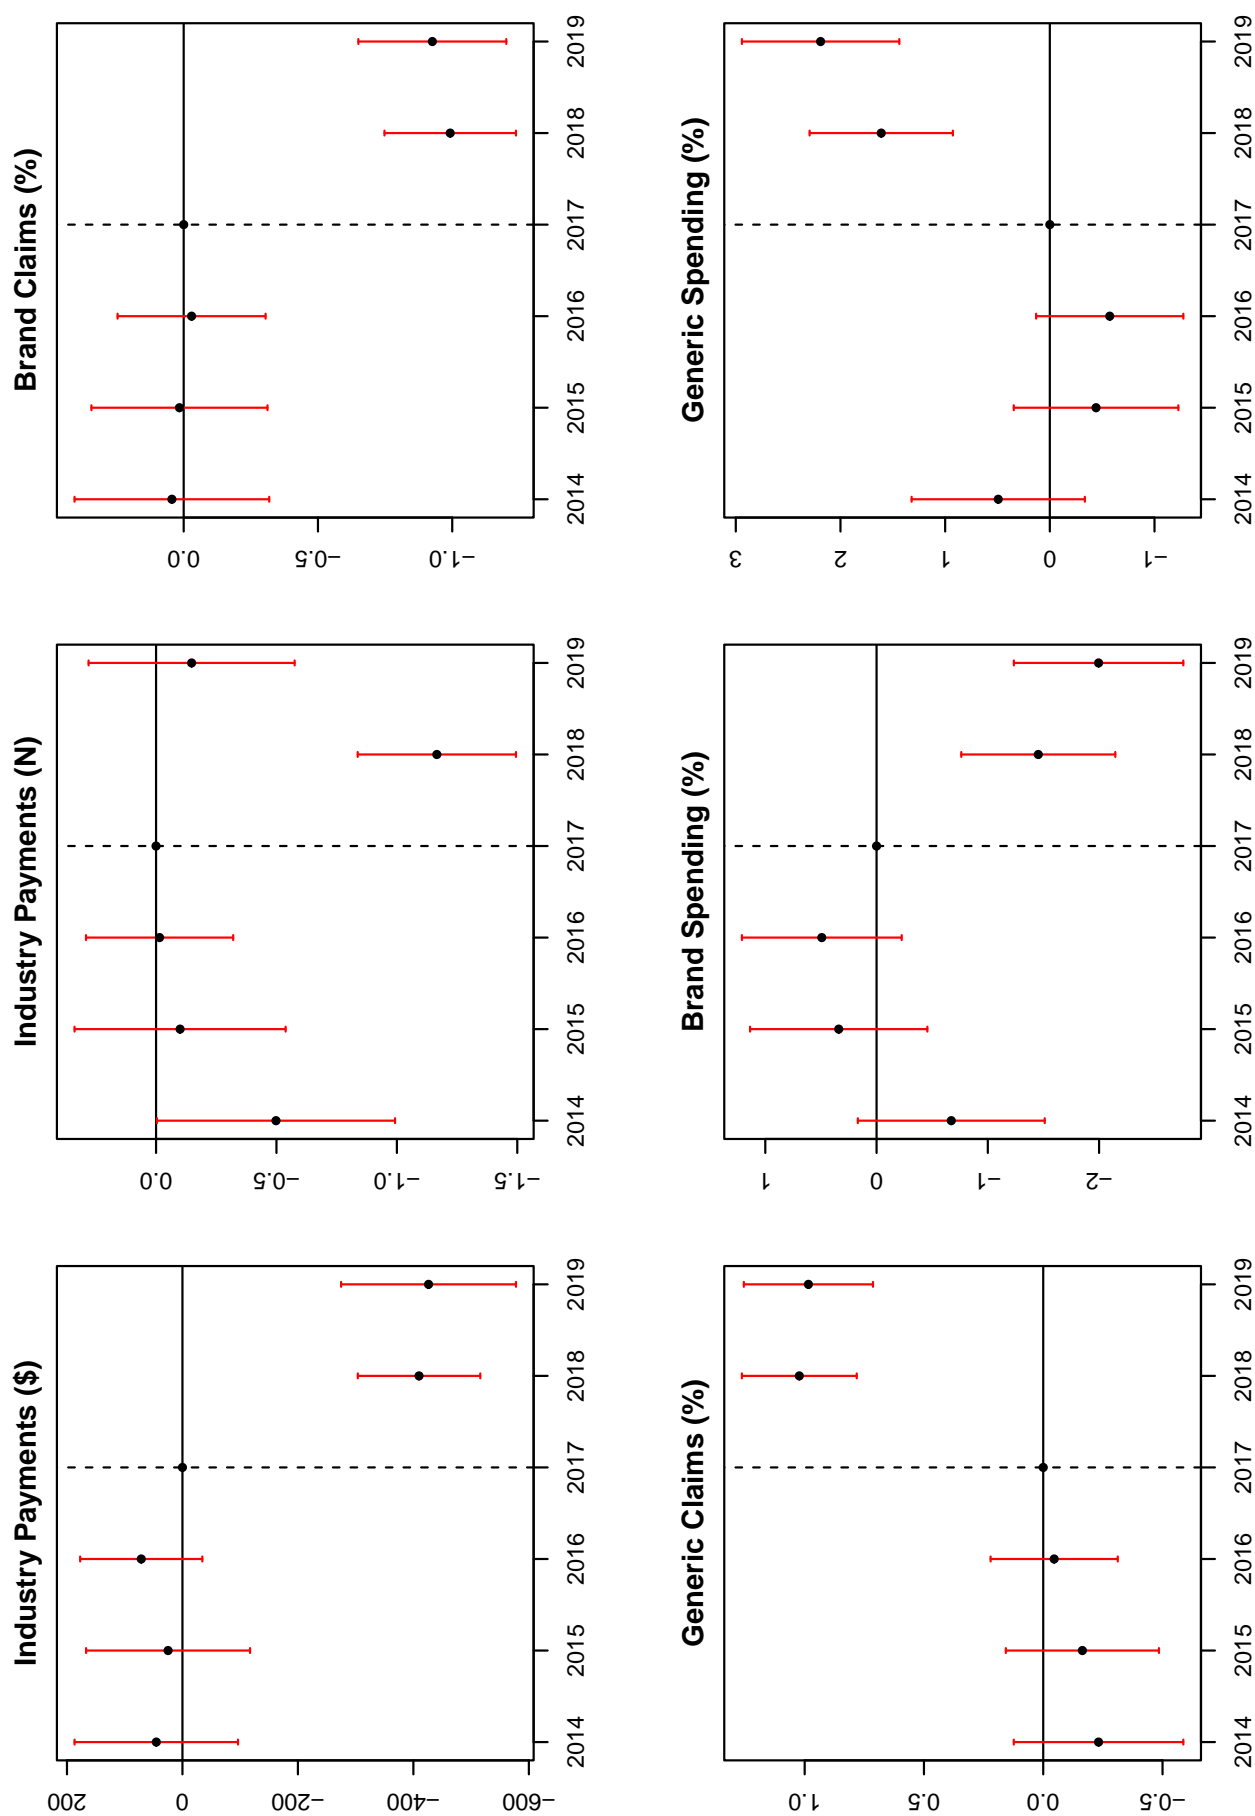 Industry Payments ($)
200
0
−200
−400
−600
2014 2015 2016 2017 2018 2019
Industry Payments (N)
0.0
−0.5
−1.0
−1.5
2014 2015 2016 2017 2018 2019
Brand Claims (%)
0.0
−0.5
−1.0
2014 2015 2016 2017 2018 2019
Generic Claims (%)
1.0
0.5
0.0
−0.5
2014 2015 2016 2017 2018 2019
Brand Spending (%)
1
0
−1
−2
2014 2015 2016 2017 2018 2019
Generic Spending (%)
3
2
1
0
−1
2014 2015 2016 2017 2018 2019